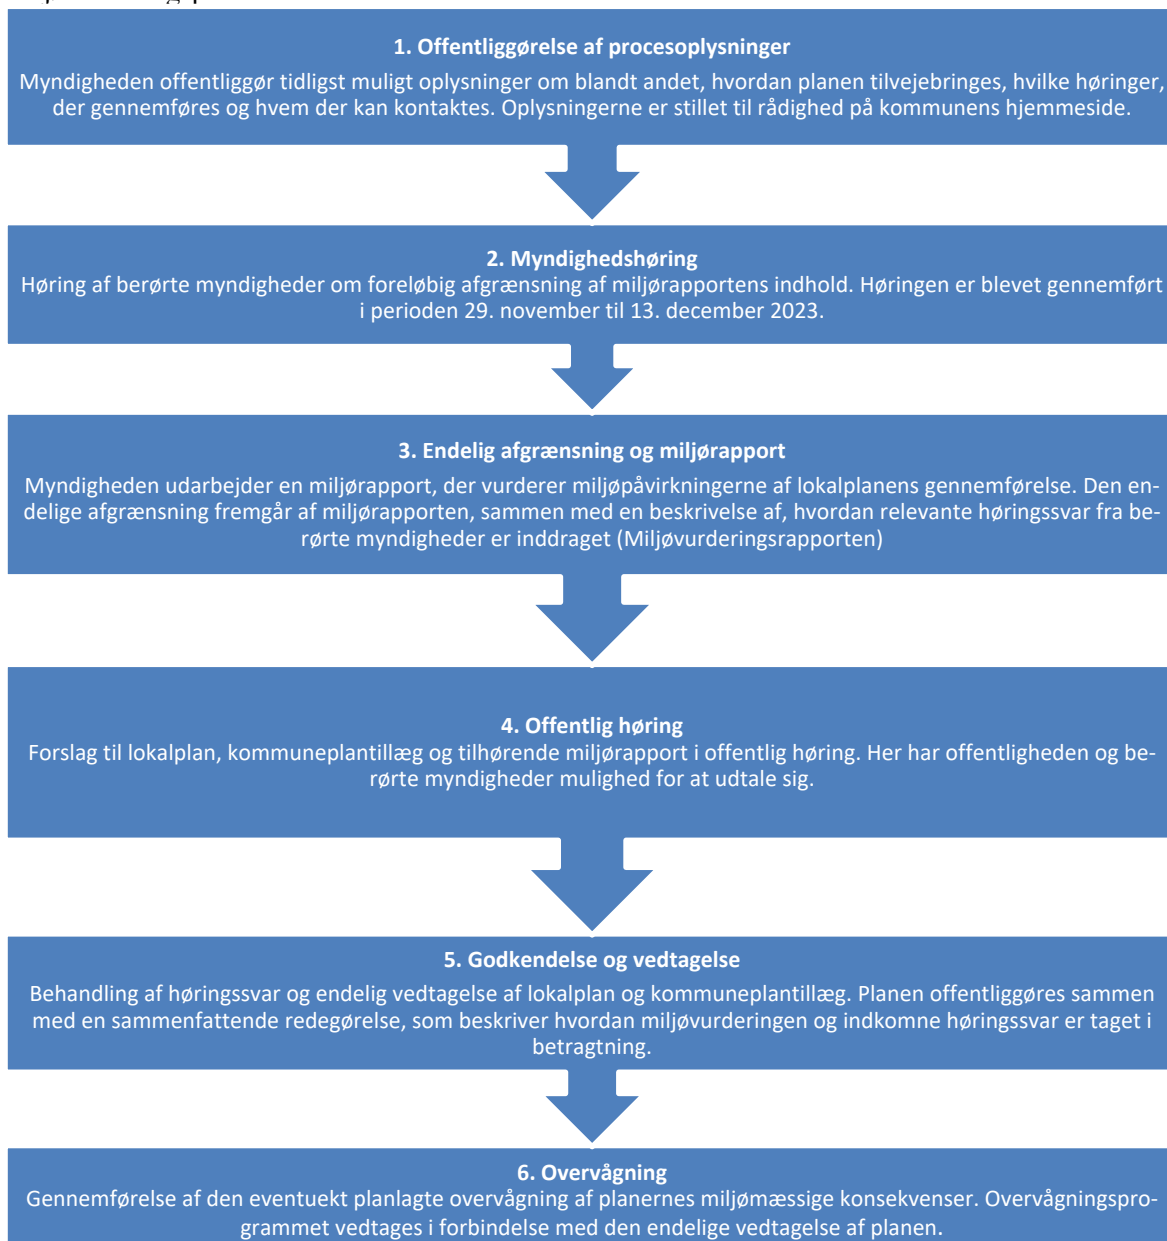 1. Offentliggørelse af procesoplysninger
Myndigheden offentliggør tidligst muligt oplysninger om blandt andet, hvordan planen tilvejebringes, hvilke høringer,
der gennemføres og hvem der kan kontaktes. Oplysningerne er stillet til rådighed på kommunens hjemmeside.
2. Myndighedshøring
Høring af berørte myndigheder om foreløbig afgrænsning af miljørapportens indhold. Høringen er blevet gennemført
i perioden 29. november til 13. december 2023.
3. Endelig afgrænsning og miljørapport
Myndigheden udarbejder en miljørapport, der vurderer miljøpåvirkningerne af lokalplanens gennemførelse. Den en-
delige afgrænsning fremgår af miljørapporten, sammen med en beskrivelse af, hvordan relevante høringssvar fra be-
rørte myndigheder er inddraget (Miljøvurderingsrapporten)
4. Offentlig høring
Forslag til lokalplan, kommuneplantillæg og tilhørende miljørapport i offentlig høring. Her har offentligheden og be-
rørte myndigheder mulighed for at udtale sig.
5. Godkendelse og vedtagelse
Behandling af høringssvar og endelig vedtagelse af lokalplan og kommuneplantillæg. Planen offentliggøres sammen
med en sammenfattende redegørelse, som beskriver hvordan miljøvurderingen og indkomne høringssvar er taget i
betragtning.
6. Overvågning
Gennemførelse af den eventuekt planlagte overvågning af planernes miljømæssige konsekvenser. Overvågningspro-
grammet vedtages i forbindelse med den endelige vedtagelse af planen.